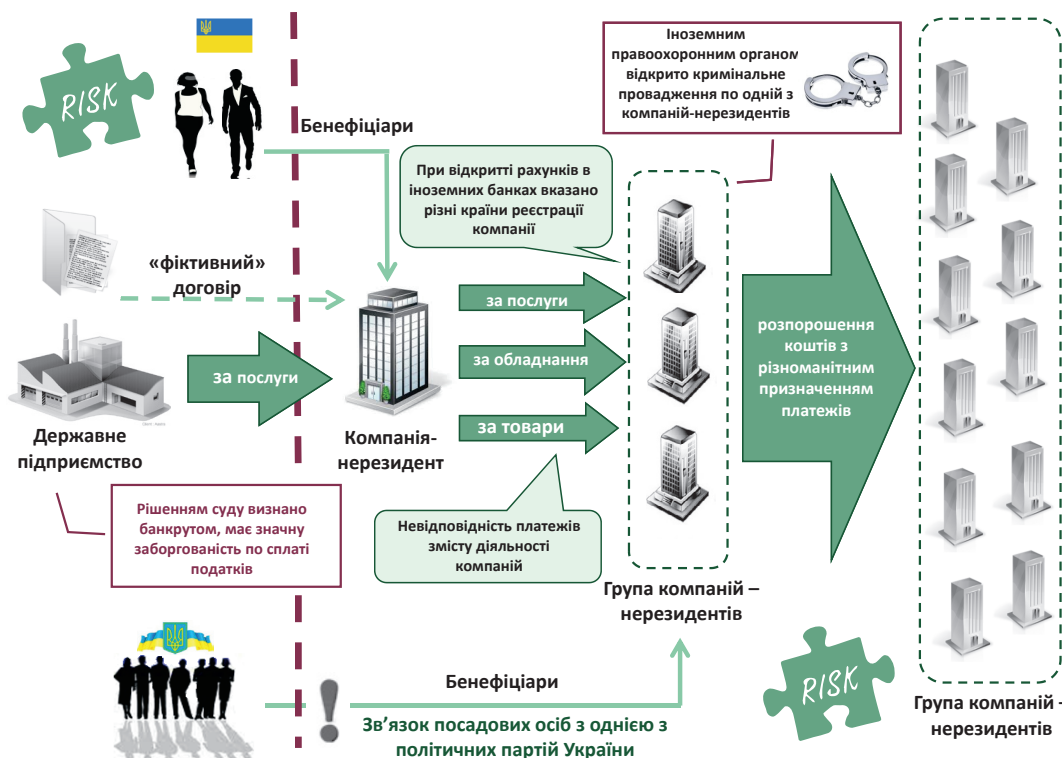 RISK
Бенефіціари
Іноземним
правоохоронним органом
відкрито кримінальне
провадження по одній з
компаній-нерезидентів
При відкритті рахунків в
іноземних банках вказано
різні країни реєстрації
компанії
«фіктивний»
договір
за послуги
Державне
підприємство
Компанія-
нерезидент
за послуги
за обладнання
за товари
розпорошення
коштів з
різноманітним
призначенням
платежів
Рішенням суду визнано
банкрутом, має значну
заборгованість по сплаті
податків
Невідповідність платежів
змісту діяльності
компаній
Група компаній –
нерезидентів
Бенефіціари
Зв’язок посадових осіб з однією з
політичних партій України
RISK
Група компаній –
нерезидентів